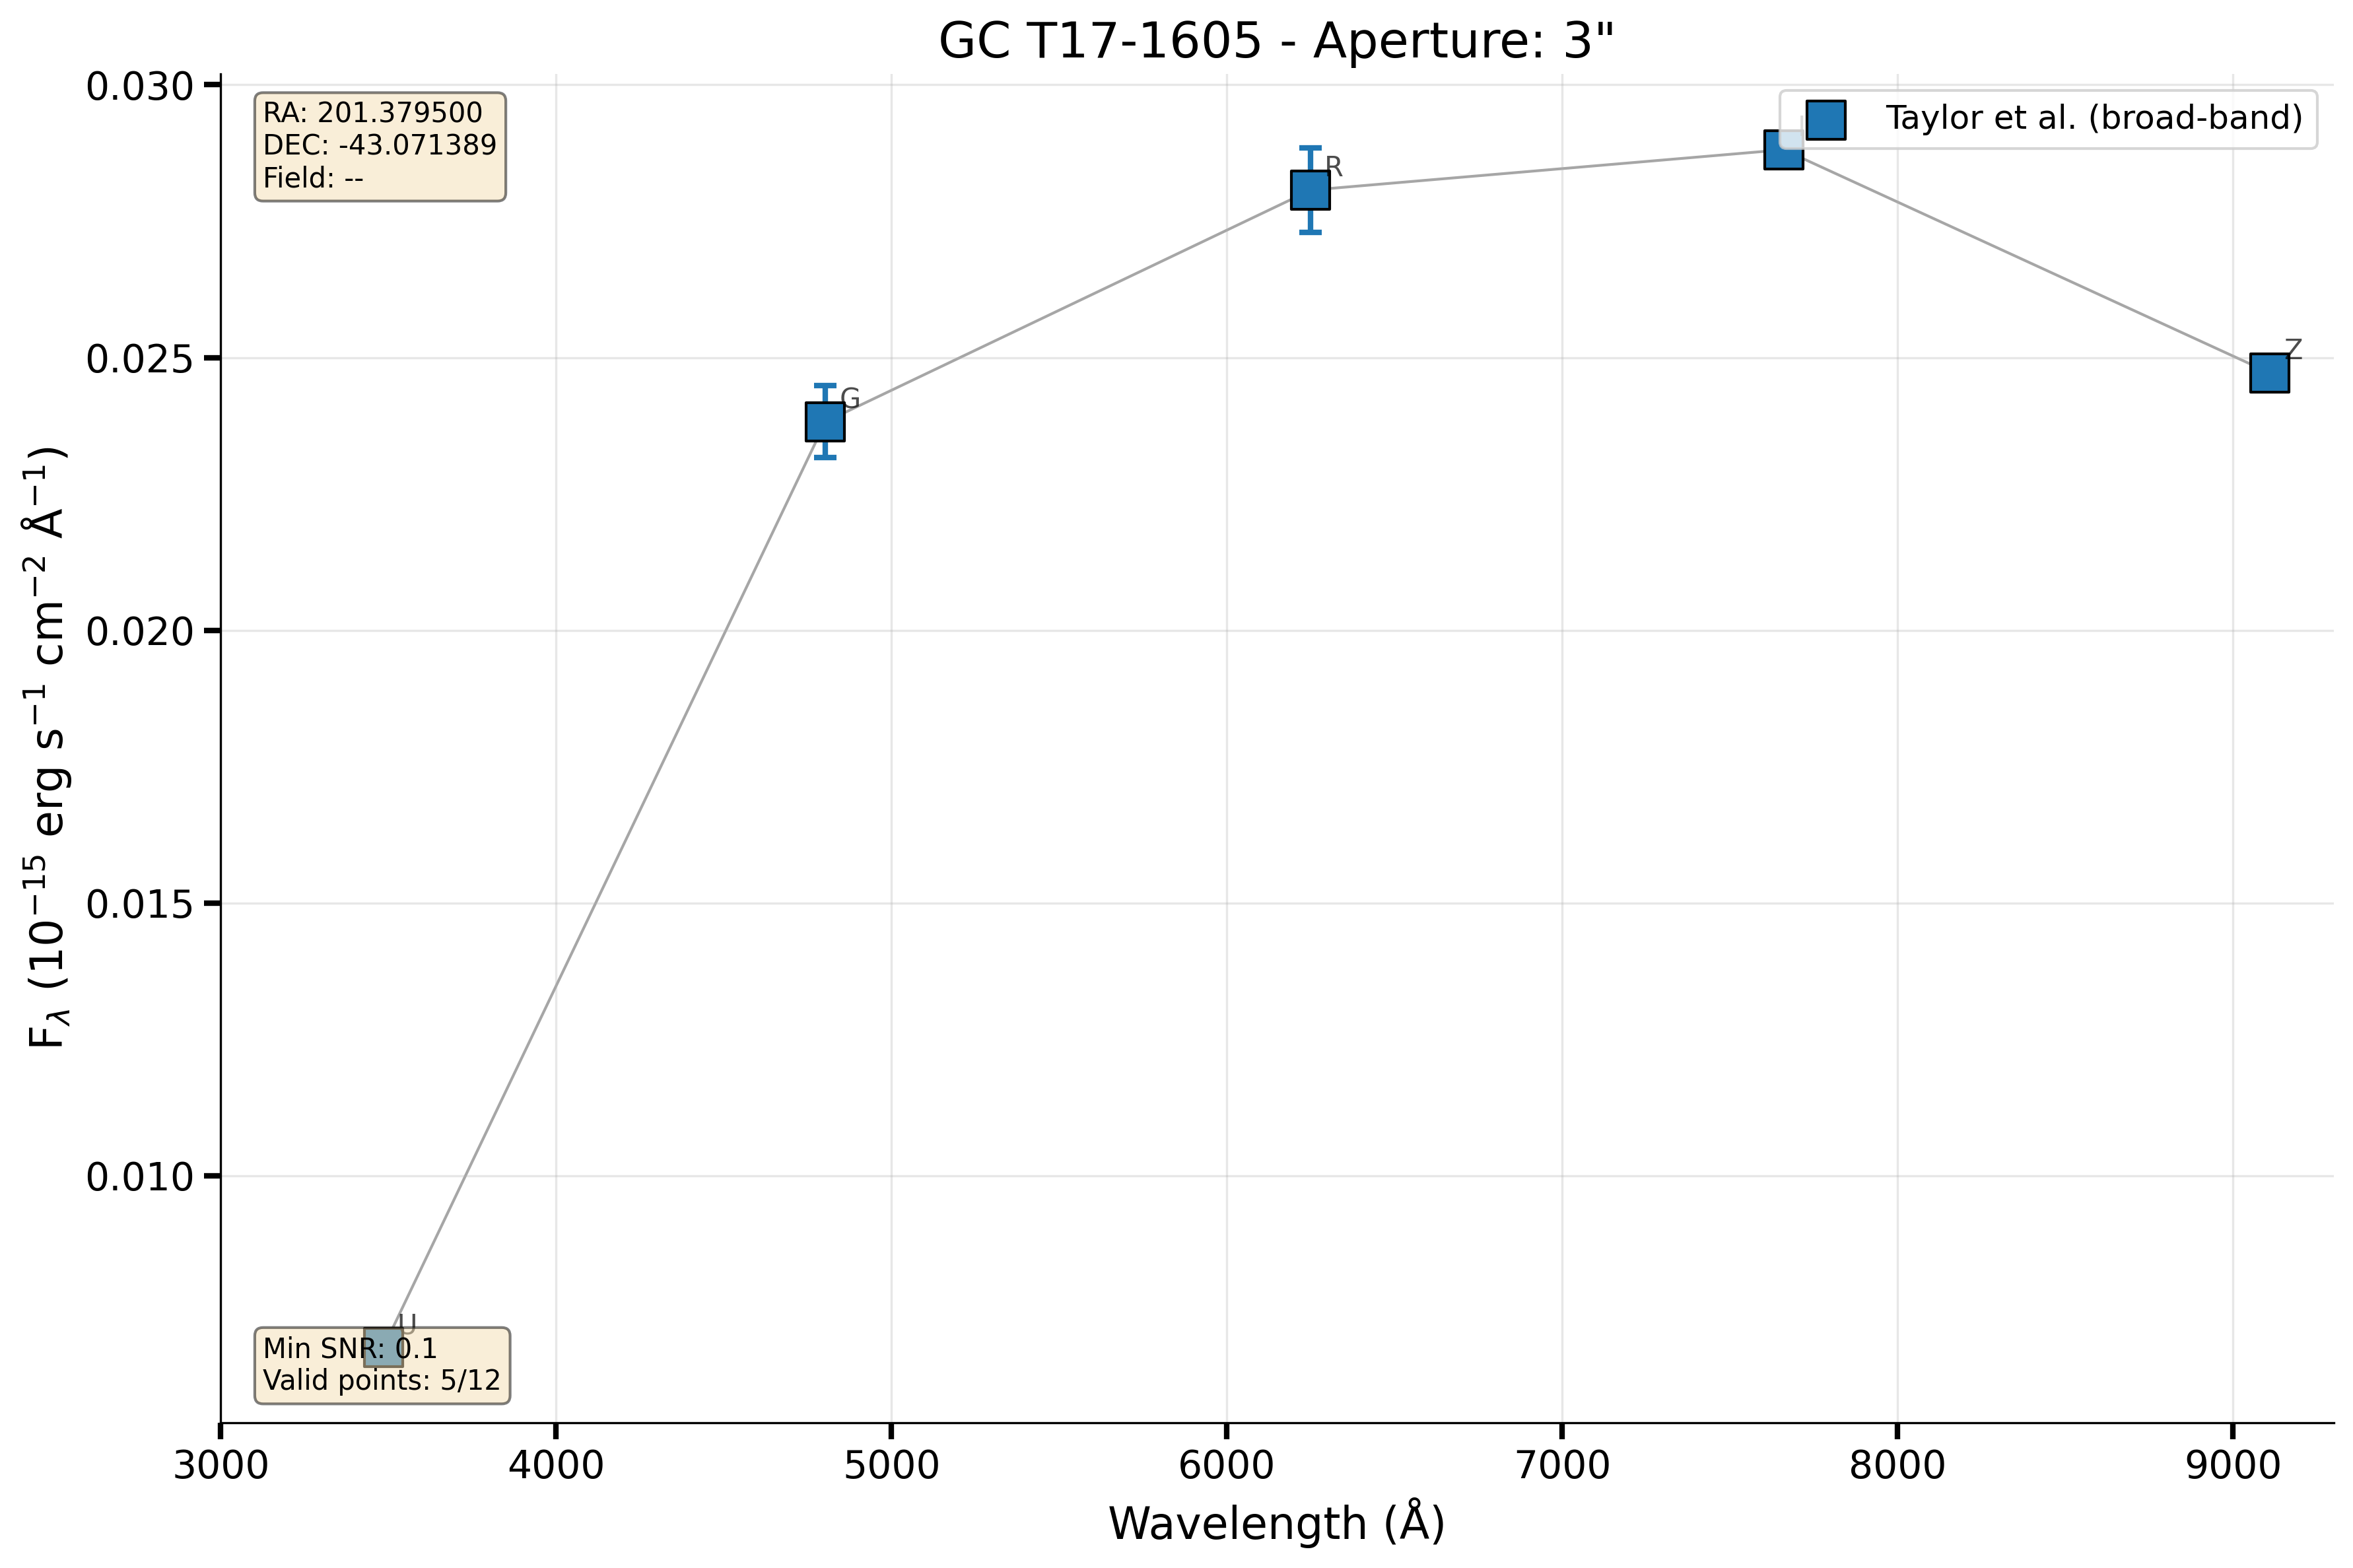 GC T17-1605 - Aperture: 3"
0.030
0.025
0.020
0.015
0.010
F_λ (10⁻¹⁵ erg s⁻¹ cm⁻² Å⁻¹)
RA: 201.379500
DEC: -43.071389
Field: --
Taylor et al. (broad-band)
R
G
Z
U
Min SNR: 0.1
Valid points: 5/12
3000 4000 5000 6000 7000 8000 9000
Wavelength (Å)